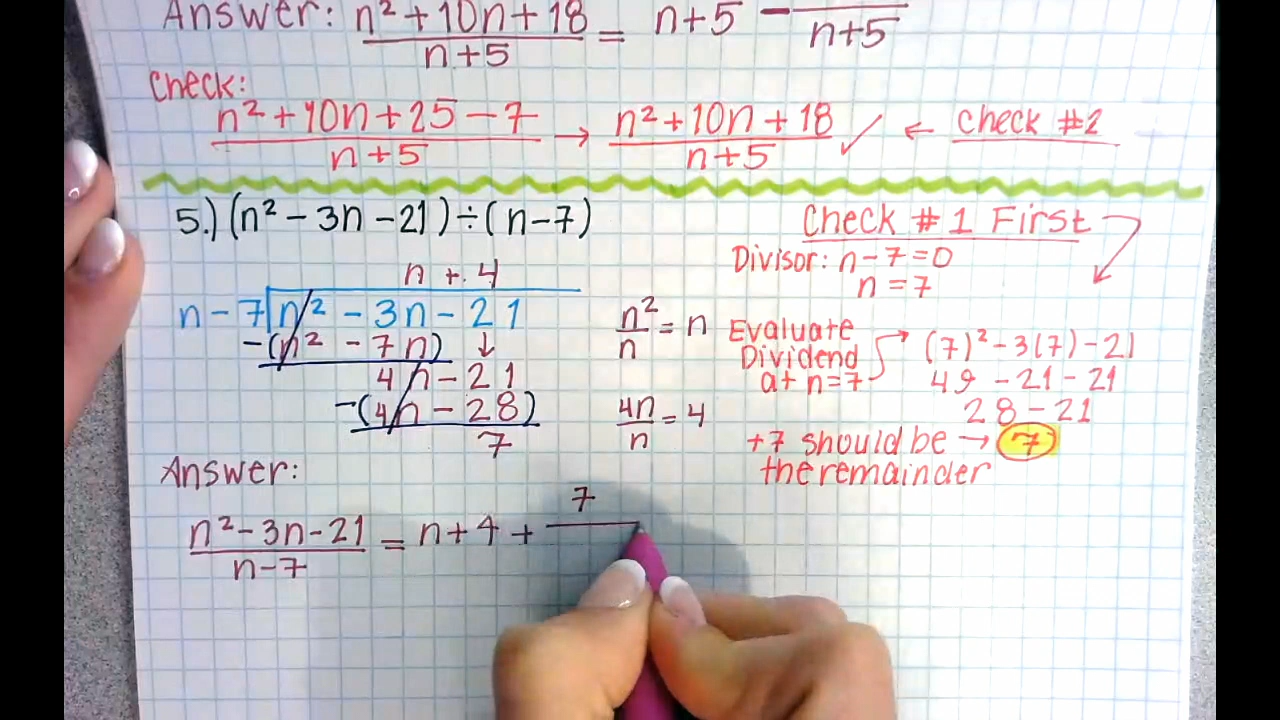 Answer: n² + 10n + 18 / n + 5 = n + 5 - / n+5
Check:
n² + 10n + 25 - 7 / n + 5 → n² + 10n + 18 / n + 5 ✓ ← Check #2
5.) (n² - 3n - 21) ÷ (n - 7)
n + 4
n - 7 n² - 3n - 21
-(n² - 7n) ↓
4n - 21
-(4n - 28)
7
n² / n = n
4n / n = 4
Check #1 First
Divisor: n - 7 = 0
n = 7
Evaluate
Dividend
at n=7
(7)² - 3(7) - 21
49 - 21 - 21
28 - 21
+7 should be → 7
the remainder
Answer:
n² - 3n - 21 / n - 7 = n + 4 + 7